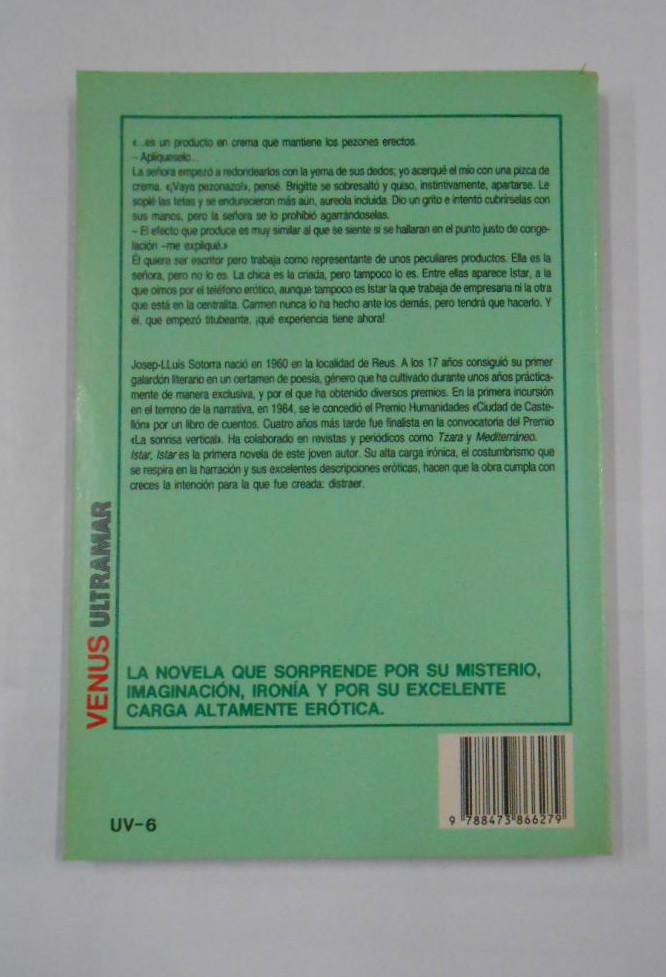 «...es un producto en crema que mantiene los pezones erectos.
– Aplíqueselo...
La señora empezó a redondearlos con la yema de sus dedos; yo acerqué el mío con una pizca de
crema. «¡Vaya pezonazo!», pensé. Brigitte se sobresaltó y quiso, instintivamente, apartarse. Le
soplé las tetas y se endurecieron más aún, aureola incluida. Dio un grito e intentó cubrírselas con
sus manos, pero la señora se lo prohibió agarrándoselas.
– El efecto que produce es muy similar al que se siente si se hallaran en el punto justo de conge-
lación –me expliqué.»
Él quiere ser escritor pero trabaja como representante de unos peculiares productos. Ella es la
señora, pero no lo es. La chica es la criada, pero tampoco lo es. Entre ellas aparece Istar, a la
que oímos por el teléfono erótico, aunque tampoco es Istar la que trabaja de empresaria ni la otra
que está en la centralita. Carmen nunca lo ha hecho ante los demás, pero tendrá que hacerlo. Y
él, que empezó titubeante, ¡qué experiencia tiene ahora!
Josep-LLuís Sotorra nació en 1960 en la localidad de Reus. A los 17 años consiguió su primer
galardón literario en un certamen de poesía, género que ha cultivado durante unos años práctica-
mente de manera exclusiva, y por el que ha obtenido diversos premios. En la primera incursión
en el terreno de la narrativa, en 1984, se le concedió el Premio Humanidades «Ciudad de Caste-
llón» por un libro de cuentos. Cuatro años más tarde fue finalista en la convocatoria del Premio
«La sonrisa vertical». Ha colaborado en revistas y periódicos como Tzara y Mediterráneo.
Istar, Istar es la primera novela de este joven autor. Su alta carga irónica, el costumbrismo que
se respira en la harración y sus excelentes descripciones eróticas, hacen que la obra cumpla con
creces la intención para la que fue creada: distraer.
VENUS ULTRAMAR
LA NOVELA QUE SORPRENDE POR SU MISTERIO,
IMAGINACIÓN, IRONÍA Y POR SU EXCELENTE
CARGA ALTAMENTE ERÓTICA.
UV-6
9 788473 866279